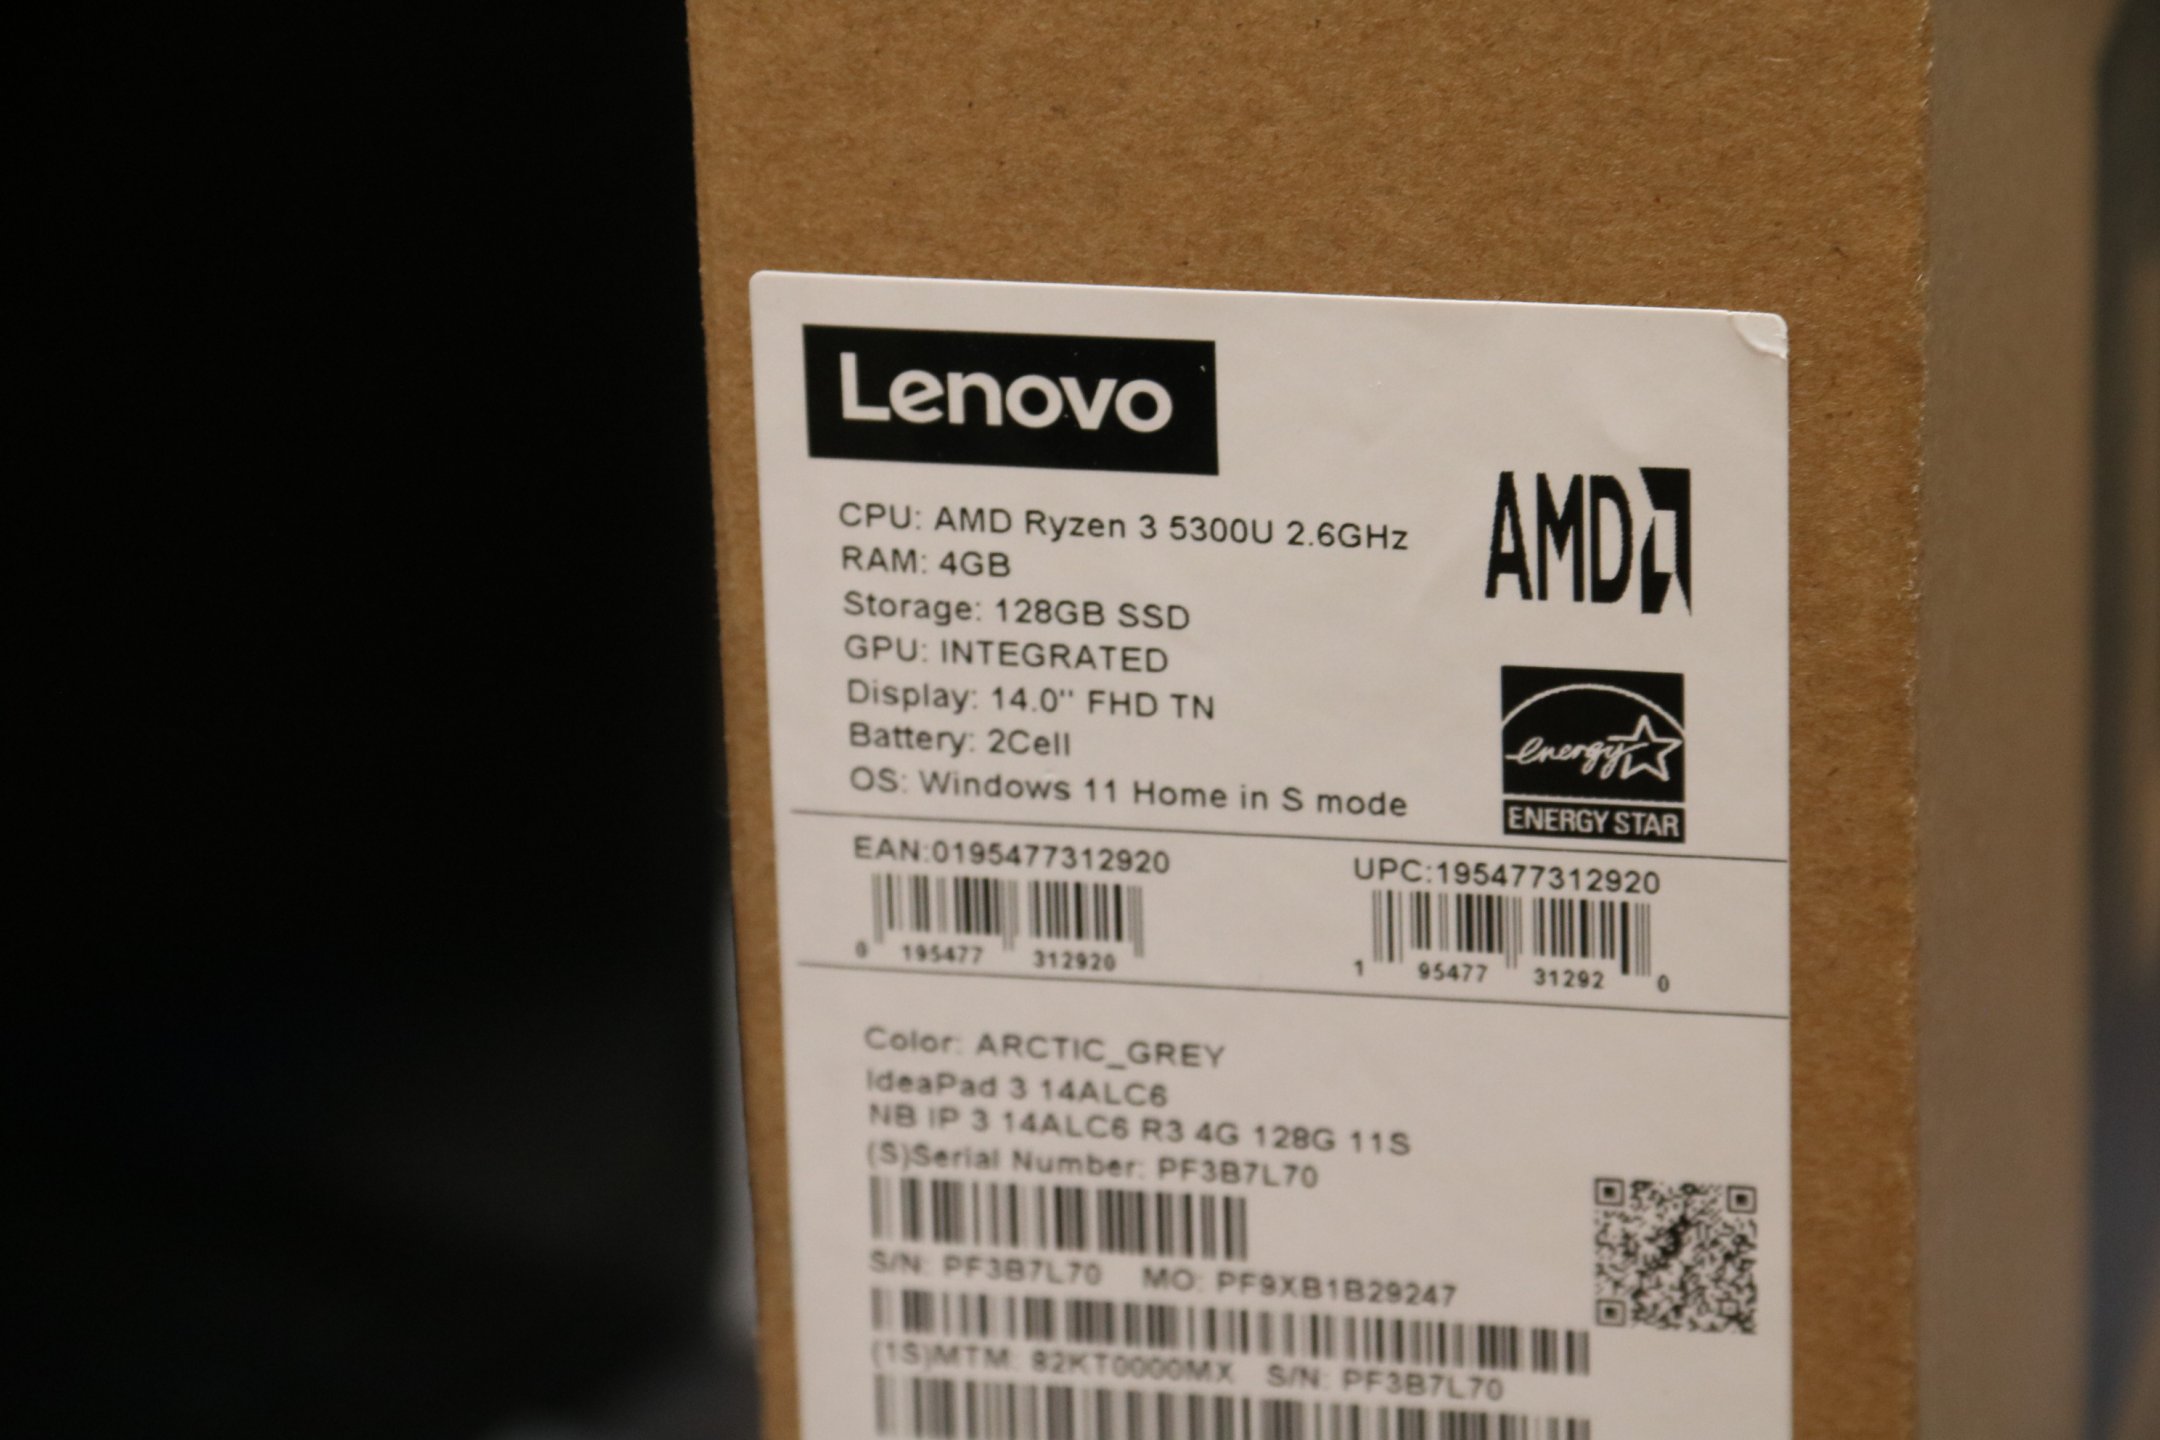 Lenovo
CPU: AMD Ryzen 3 5300U 2.6GHz
RAM: 4GB
Storage: 128GB SSD
GPU: INTEGRATED
Display: 14.0" FHD TN
Battery: 2Cell
OS: Windows 11 Home in S mode
AMD
energy
ENERGY STAR
EAN:0195477312920
0 195477 312920
UPC:195477312920
1 95477 31292 0
Color: ARCTIC_GREY
IdeaPad 3 14ALC6
NB IP 3 14ALC6 R3 4G 128G 11S
(S)Serial Number: PF3B7L70
S/N: PF3B7L70 MO: PF9XB1B29247
(1S)MTM: 82KT0000MX S/N: PF3B7L70